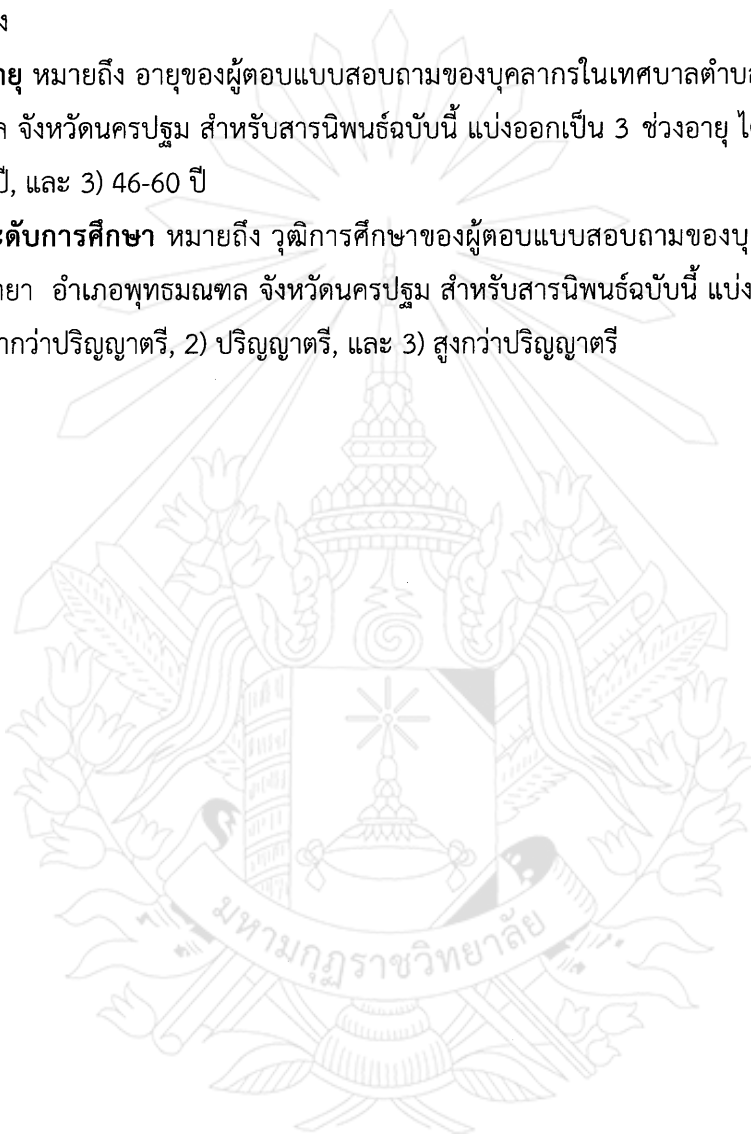 ง
ายุ หมายถึง อายุของผู้ตอบแบบสอบถามของบุคลากรในเทศบาลตำบล
ล จังหวัดนครปฐม สำหรับสารนิพนธ์ฉบับนี้ แบ่งออกเป็น 3 ช่วงอายุ ไ
ปี, และ 3) 46-60 ปี
ะดับการศึกษา หมายถึง วุฒิการศึกษาของผู้ตอบแบบสอบถามของบุ
ทยา อำเภอพุทธมณฑล จังหวัดนครปฐม สำหรับสารนิพนธ์ฉบับนี้ แบ่ง
ำกว่าปริญญาตรี, 2) ปริญญาตรี, และ 3) สูงกว่าปริญญาตรี
มหามกุฏราชวิทยาลัย